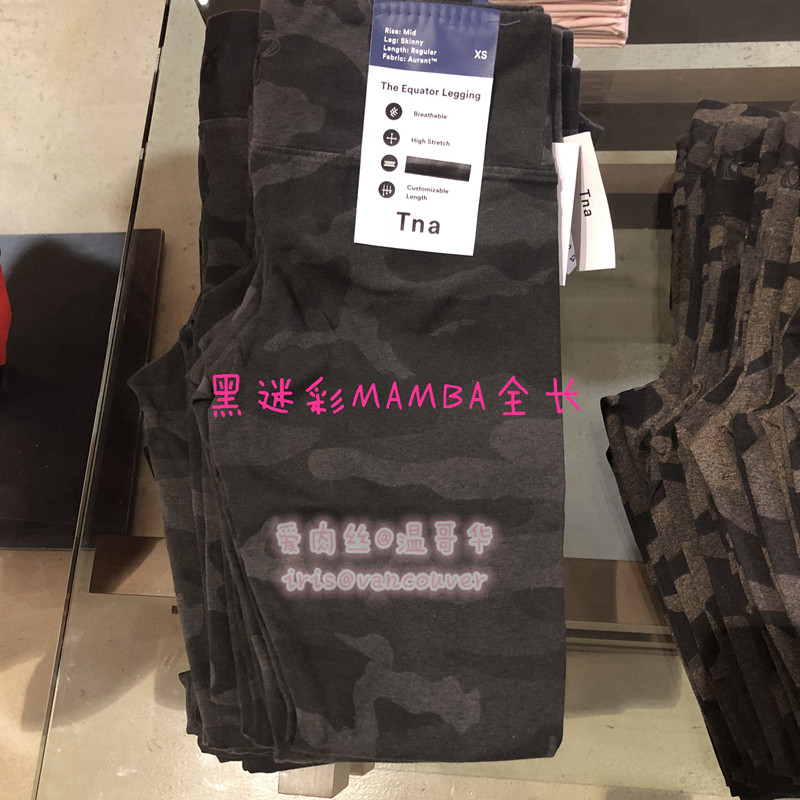 Rise: Mid
Leg: Skinny
Length: Regular
Fabric: Aurant™
XS
The Equator Legging
Breathable
High Stretch
Customizable
Length
Tna
Tna
黑迷彩MAMBA全长
爱肉丝@温哥华
iris@vancouver